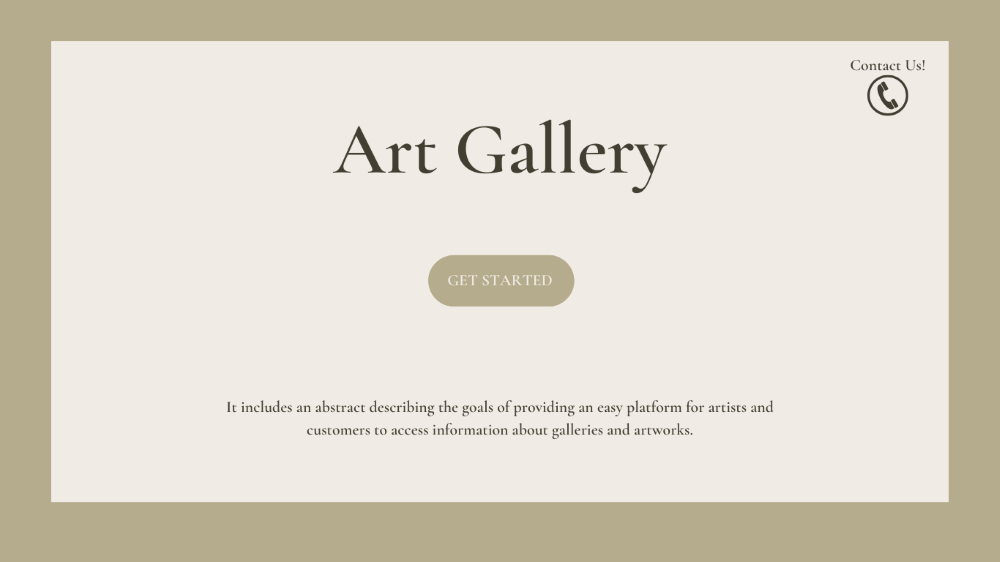 Contact Us!
Art Gallery
GET STARTED
It includes an abstract describing the goals of providing an easy platform for artists and
customers to access information about galleries and artworks.